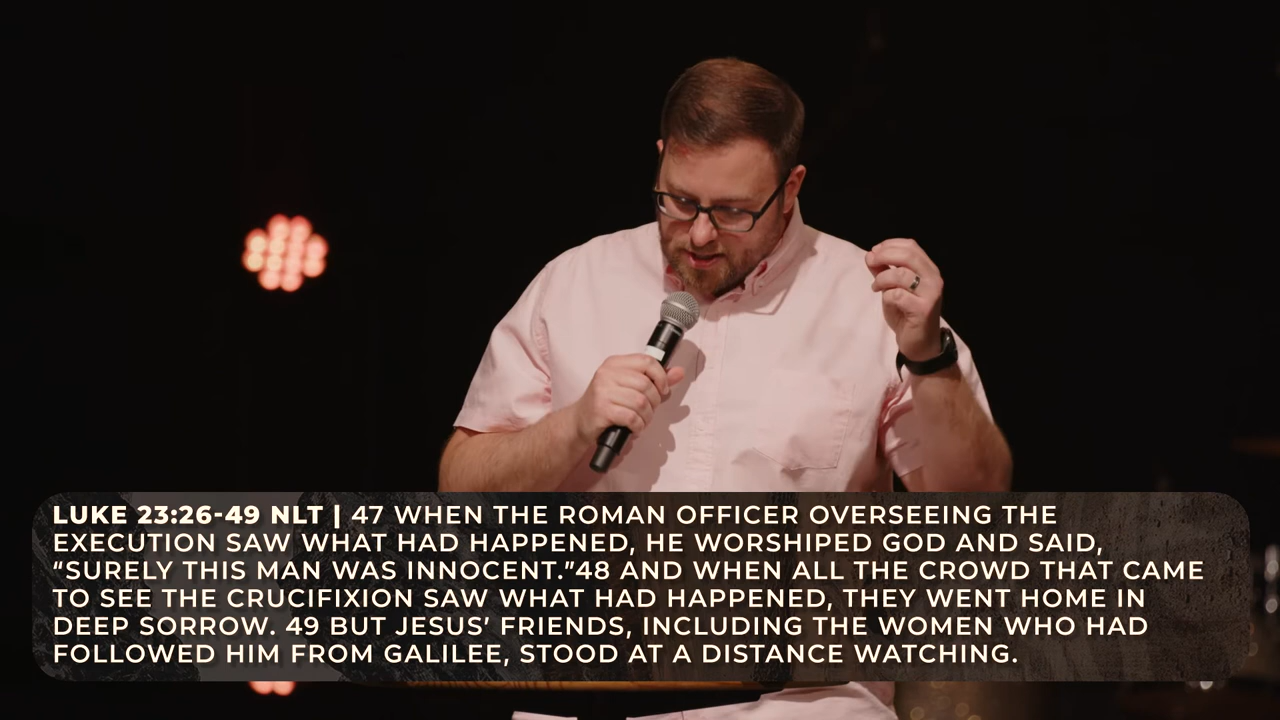 LUKE 23:26-49 NLT | 47 WHEN THE ROMAN OFFICER OVERSEEING THE
EXECUTION SAW WHAT HAD HAPPENED, HE WORSHIPED GOD AND SAID,
“SURELY THIS MAN WAS INNOCENT.”48 AND WHEN ALL THE CROWD THAT CAME
TO SEE THE CRUCIFIXION SAW WHAT HAD HAPPENED, THEY WENT HOME IN
DEEP SORROW. 49 BUT JESUS’ FRIENDS, INCLUDING THE WOMEN WHO HAD
FOLLOWED HIM FROM GALILEE, STOOD AT A DISTANCE WATCHING.